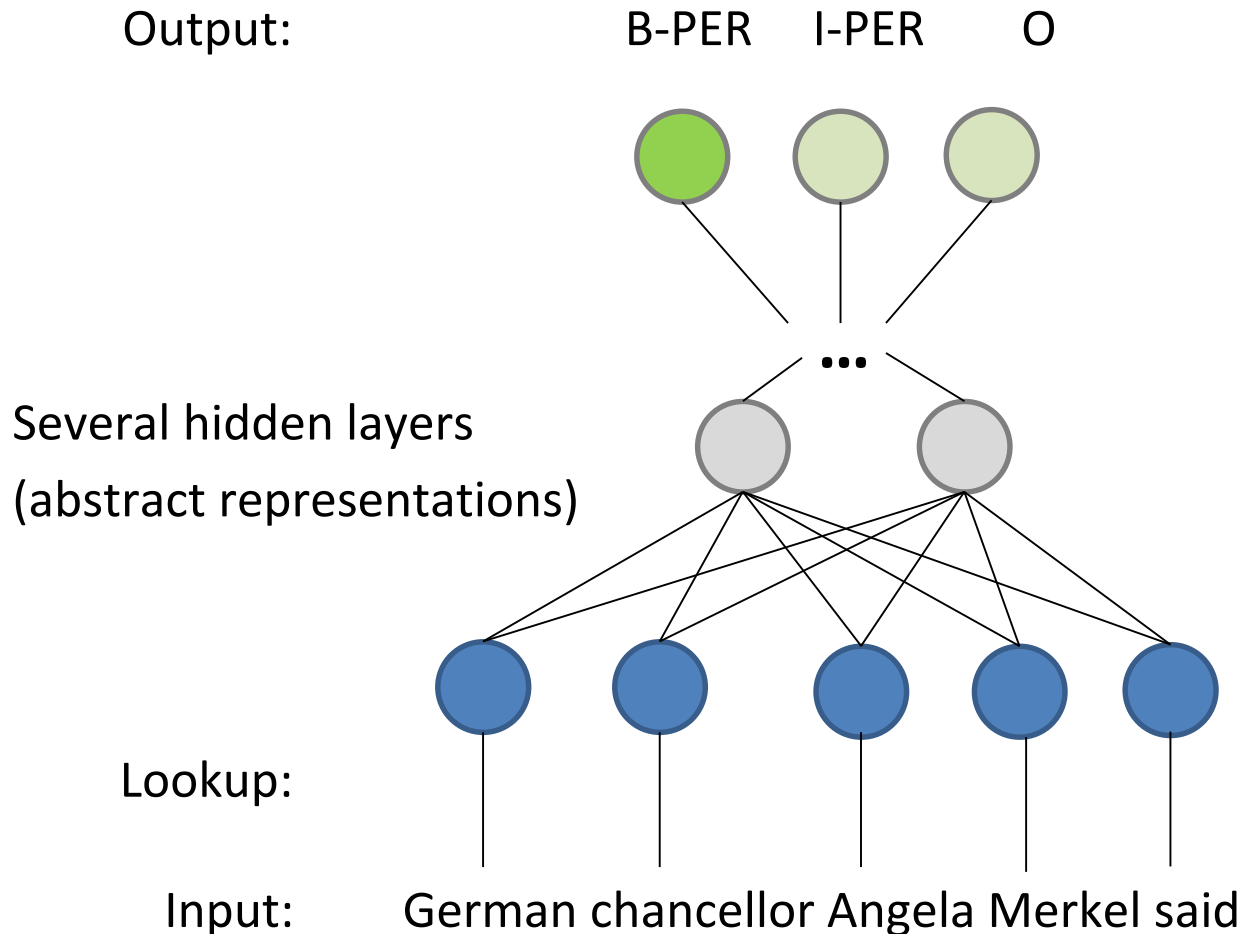 Output: B-PER I-PER O
...
Several hidden layers
(abstract representations)
Lookup:
Input: German chancellor Angela Merkel said